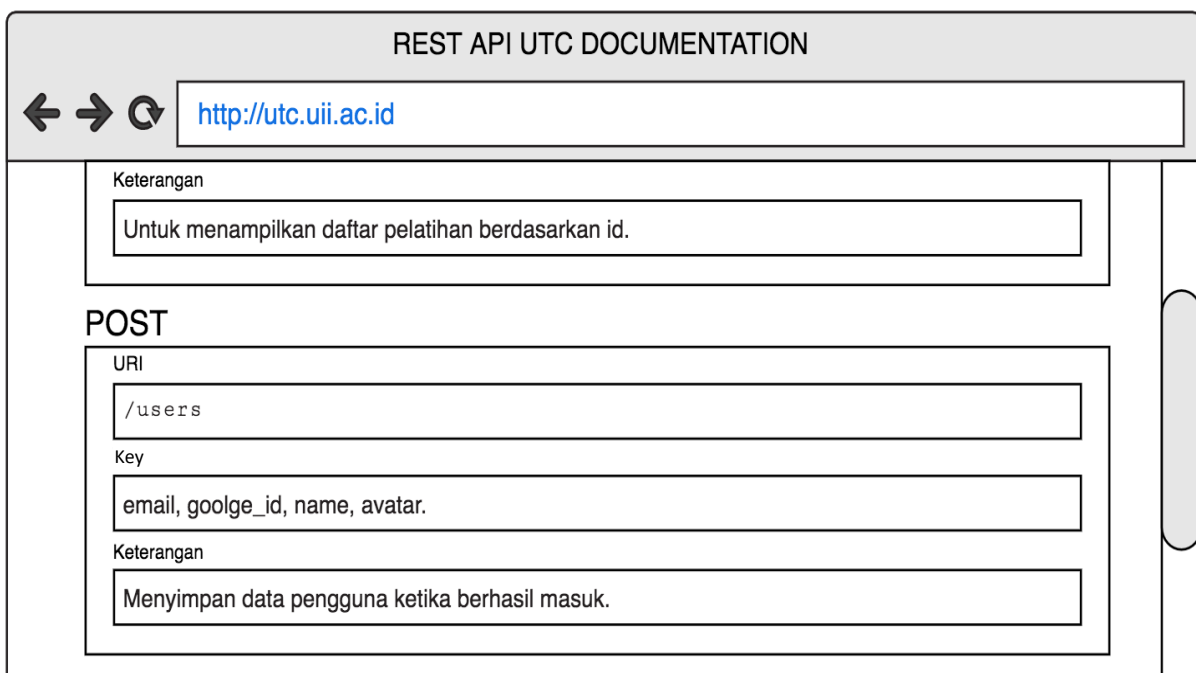 REST API UTC DOCUMENTATION
http://utc.uii.ac.id
Keterangan
Untuk menampilkan daftar pelatihan berdasarkan id.
POST
URI
/users
Key
email, goolge_id, name, avatar.
Keterangan
Menyimpan data pengguna ketika berhasil masuk.